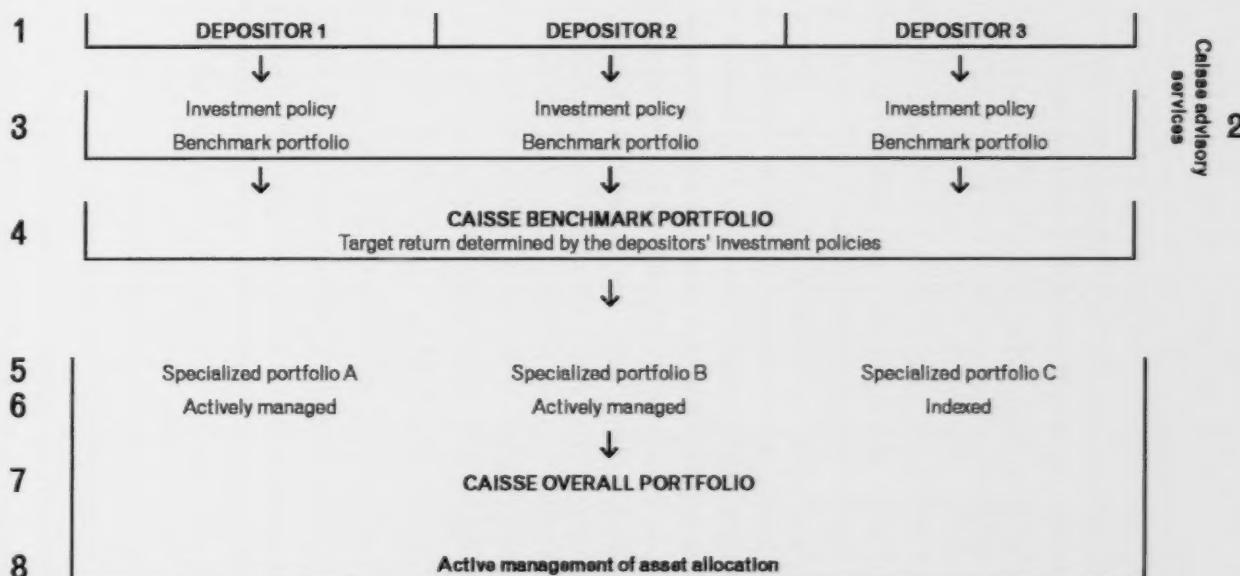 1 DEPOSITOR 1 DEPOSITOR 2 DEPOSITOR 3
Caisse advisory
services
2
3 Investment policy Investment policy Investment policy
Benchmark portfolio Benchmark portfolio Benchmark portfolio
4 CAISSE BENCHMARK PORTFOLIO
Target return determined by the depositors' investment policies
5 Specialized portfolio A Specialized portfolio B Specialized portfolio C
6 Actively managed Actively managed Indexed
7 CAISSE OVERALL PORTFOLIO
8 Active management of asset allocation